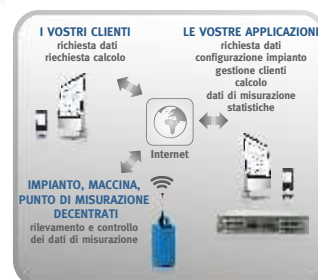 I VOSTRI CLIENTI
richiesta dati
riechiesta calcolo
LE VOSTRE APPLICAZIONI
richiesta dati
configurazione impianto
gestione clienti
calcolo
dati di misurazione
statistiche
Internet
IMPIANTO, MACCINA,
PUNTO DI MISURAZIONE
DECENTRATI
rilevamento e controllo
dei dati di misurazione